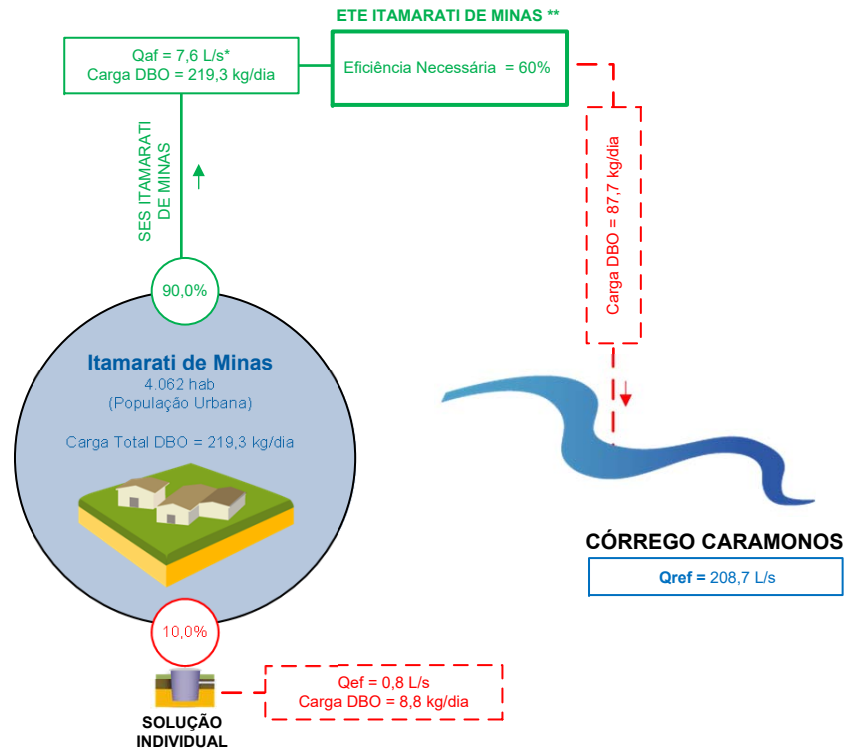 ETE ITAMARATI DE MINAS **
Qaf = 7,6 L/s*
Carga DBO = 219,3 kg/dia
Eficiência Necessária = 60%
SES ITAMARATI
DE MINAS
Carga DBO = 87,7 kg/dia
90,0%
Itamarati de Minas
4.062 hab
(População Urbana)
Carga Total DBO = 219,3 kg/dia
CÓRREGO CARAMONOS
Qref = 208,7 L/s
10,0%
Qef = 0,8 L/s
Carga DBO = 8,8 kg/dia
SOLUÇÃO
INDIVIDUAL